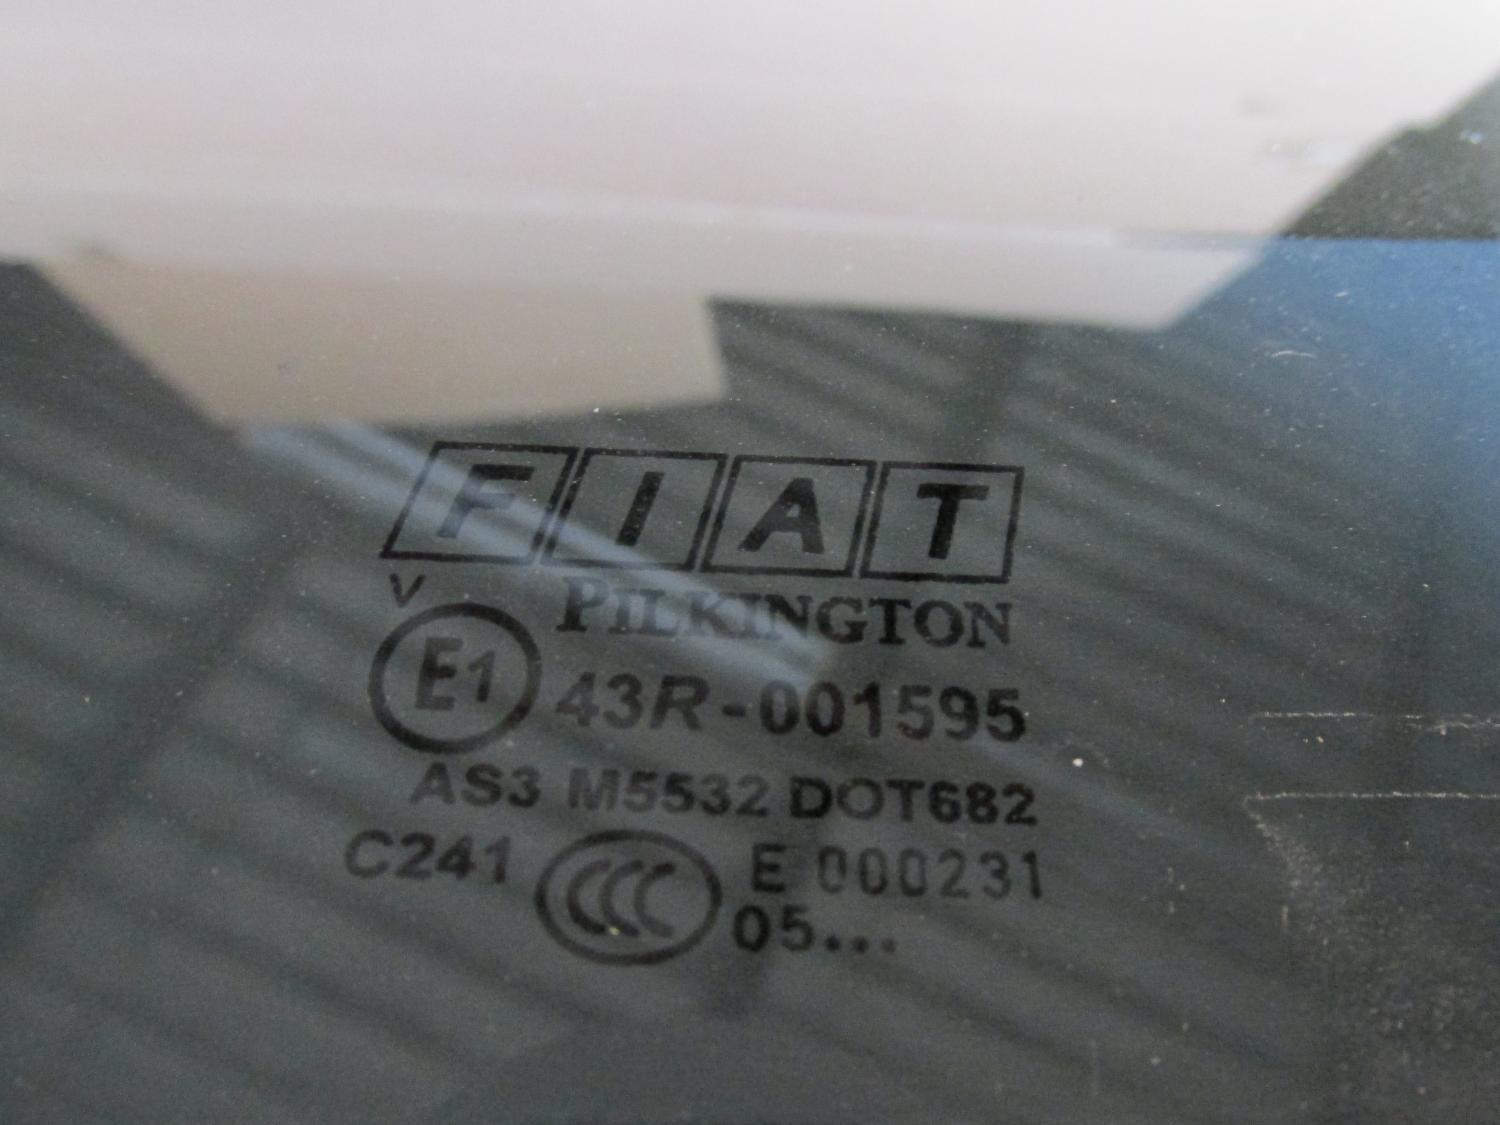 FIAT
V PILKINGTON
E1 43R-001595
AS3 M5532 DOT682
C241 CCC E 000231
05...